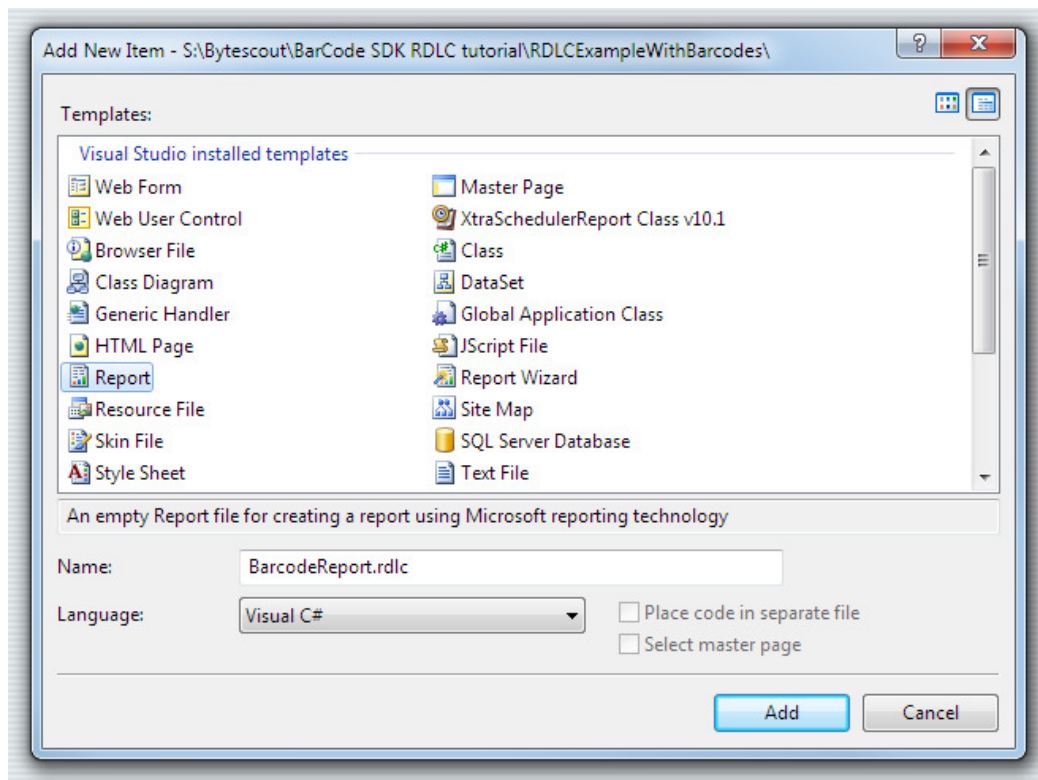 Add New Item - S:\Bytescout\BarCode SDK RDLC tutorial\RDLCExampleWithBarcodes\
Templates:
Visual Studio installed templates
Web Form
Master Page
Web User Control
XtraSchedulerReport Class v10.1
Browser File
Class
Class Diagram
DataSet
Generic Handler
Global Application Class
HTML Page
JScript File
Report
Report Wizard
Resource File
Site Map
Skin File
SQL Server Database
Style Sheet
Text File
An empty Report file for creating a report using Microsoft reporting technology
Name:
BarcodeReport.rdlc
Language:
Visual C#
Place code in separate file
Select master page
Add
Cancel